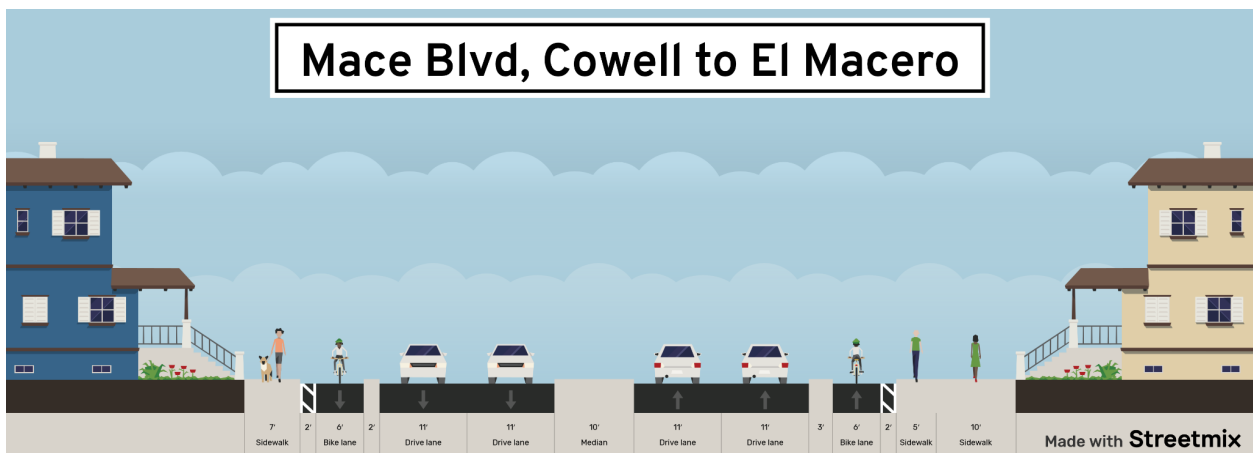 Mace Blvd, Cowell to El Macero
7' 2' 6' 2' 11' 11' 10' 11' 11' 3' 6' 2' 5' 10'
Sidewalk Bike lane Drive lane Drive lane Median Drive lane Drive lane Bike lane Sidewalk Sidewalk
Made with Streetmix